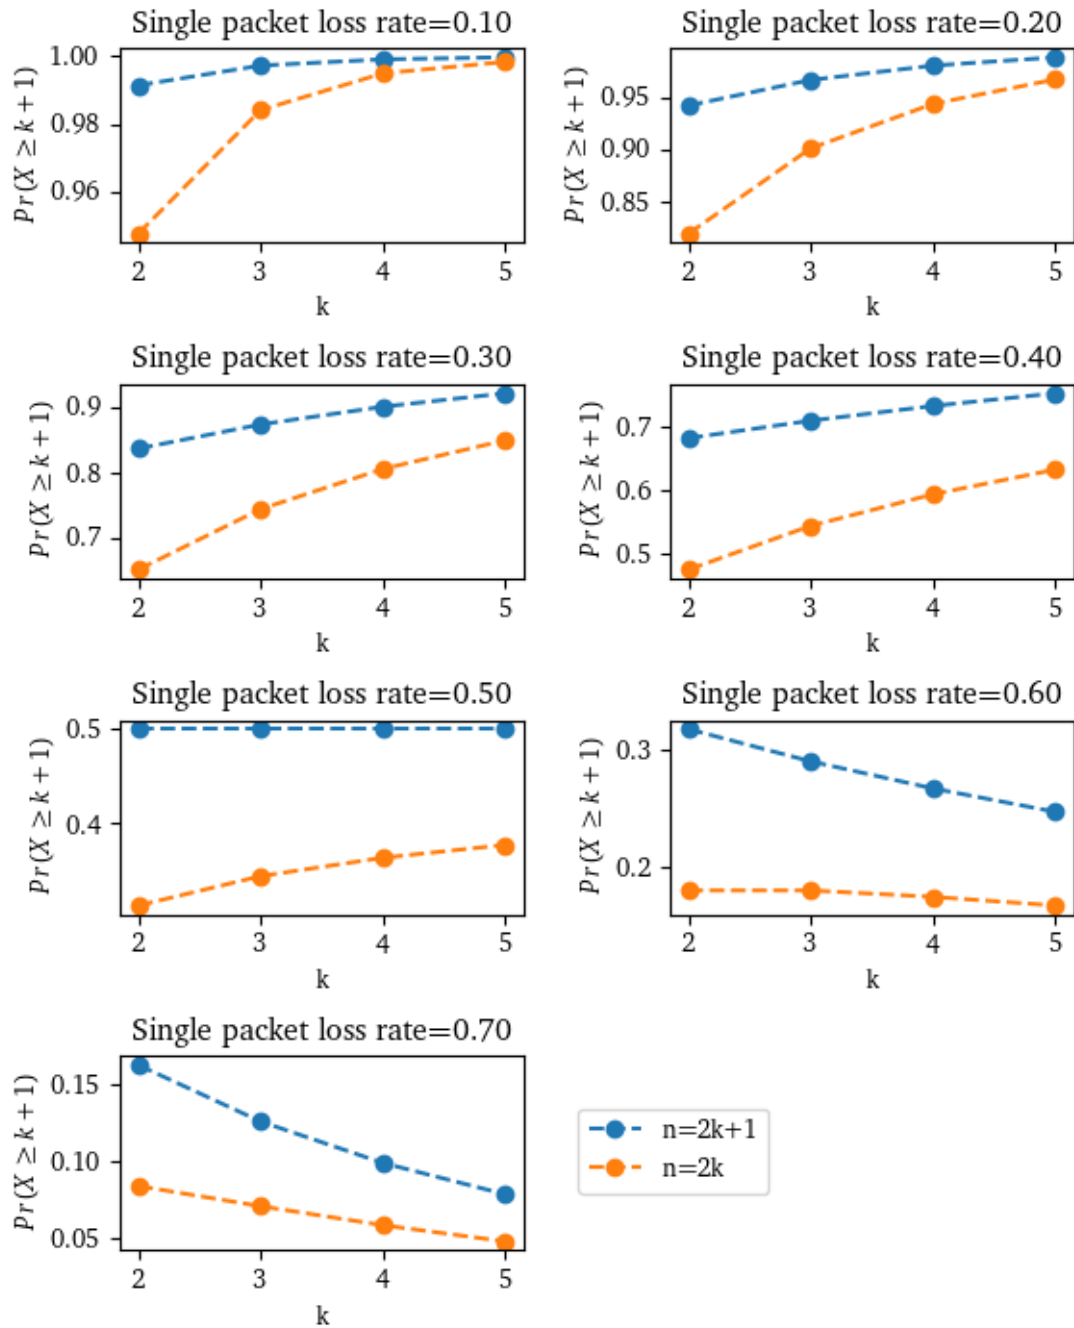 Single packet loss rate=0.10
Pr(X ≥ k+1)
1.00
0.98
0.96
2 3 4 5
k
Single packet loss rate=0.20
Pr(X ≥ k+1)
0.95
0.90
0.85
2 3 4 5
k
Single packet loss rate=0.30
Pr(X ≥ k+1)
0.9
0.8
0.7
2 3 4 5
k
Single packet loss rate=0.40
Pr(X ≥ k+1)
0.7
0.6
0.5
2 3 4 5
k
Single packet loss rate=0.50
Pr(X ≥ k+1)
0.5
0.4
2 3 4 5
k
Single packet loss rate=0.60
Pr(X ≥ k+1)
0.3
0.2
2 3 4 5
k
Single packet loss rate=0.70
Pr(X ≥ k+1)
0.15
0.10
0.05
2 3 4 5
k
n=2k+1
n=2k